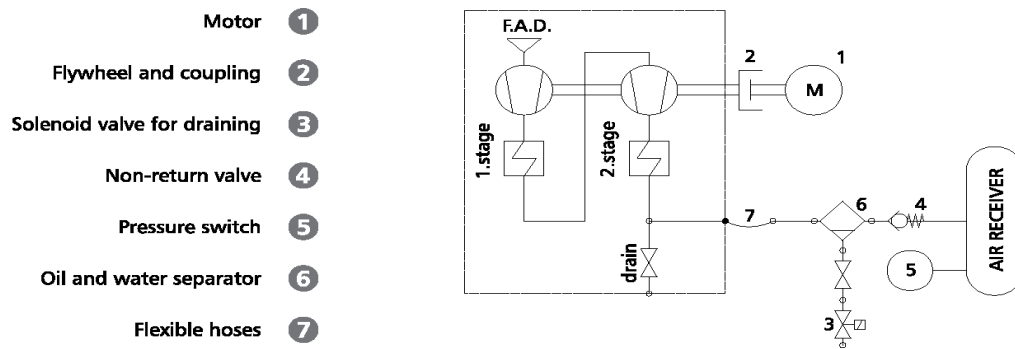 Motor 1
Flywheel and coupling 2
Solenoid valve for draining 3
Non-return valve 4
Pressure switch 5
Oil and water separator 6
Flexible hoses 7
F.A.D.
2
1
M
1.stage
2.stage
7
6
4
AIR RECEIVER
drain
5
3